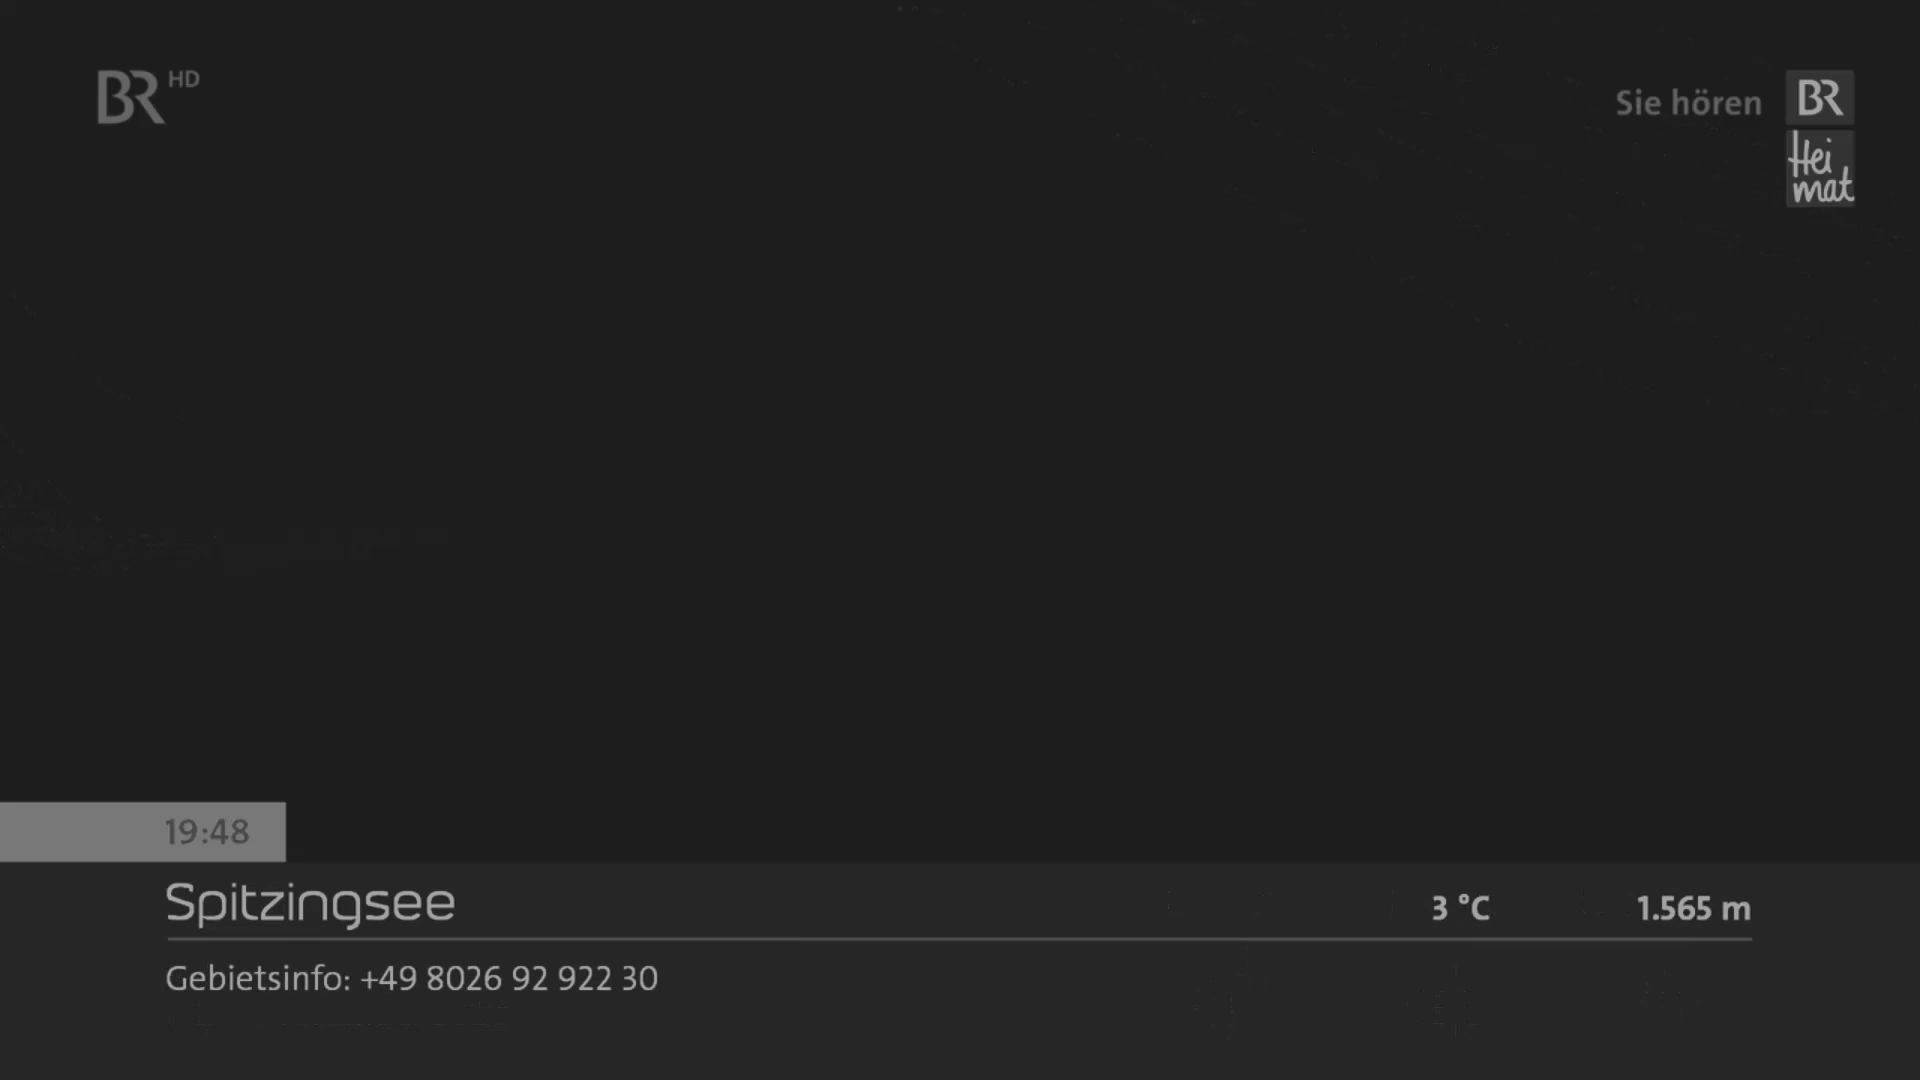 BR HD
Sie hören BR
Hei
mat
19:48
Spitzingsee 3 °C 1.565 m
Gebietsinfo: +49 8026 92 922 30